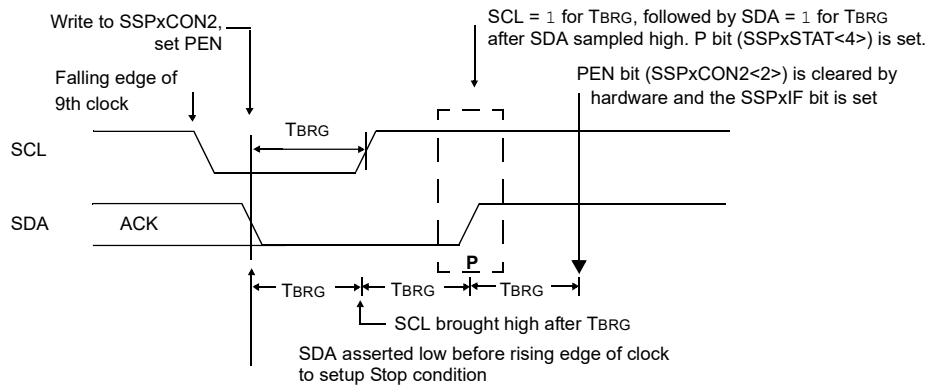 Write to SSPxCON2,
set PEN
SCL = 1 for TBRG, followed by SDA = 1 for TBRG
after SDA sampled high. P bit (SSPxSTAT<4>) is set.
Falling edge of
9th clock
PEN bit (SSPxCON2<2>) is cleared by
hardware and the SSPxIF bit is set
TBRG
SCL
SDA
ACK
P
TBRG
TBRG
TBRG
SCL brought high after TBRG
SDA asserted low before rising edge of clock
to setup Stop condition